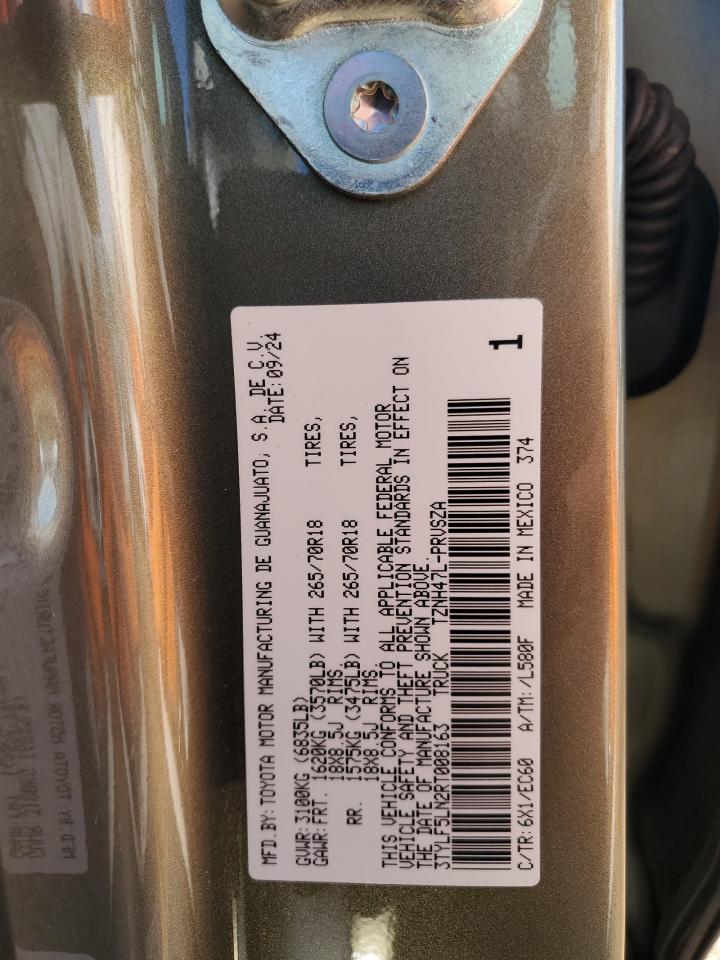 MFD.BY:TOYOTA MOTOR MANUFACTURING DE GUANAJUATO, S.A. DE C.V.
DATE:09/24
GVWR:3100KG (6835LB)
GAWR:FRT. 1620KG (3570LB) WITH 265/70R18 TIRES,
18X8.5J RIMS.
RR. 1575KG (3475LB) WITH 265/70R18 TIRES,
18X8.5J RIMS.
THIS VEHICLE CONFORMS TO ALL APPLICABLE FEDERAL MOTOR
VEHICLE SAFETY AND THEFT PREVENTION STANDARDS IN EFFECT ON
THE DATE OF MANUFACTURE SHOWN ABOVE.
3TYLF5LN2RT008163 TRUCK TZNH47L-PRVSZA
C/TR:6X1/EC60 A/TM:/L580F MADE IN MEXICO 374
1